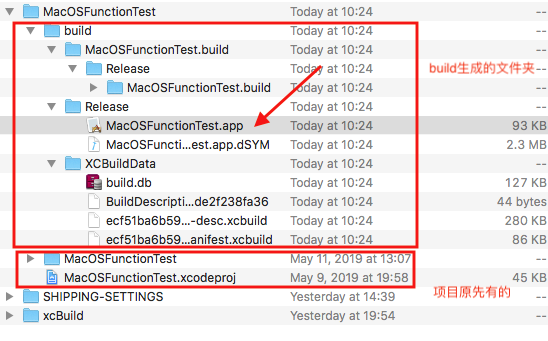 MacOSFunctionTest Today at 10:24 --
build Today at 10:24 --
MacOSFunctionTest.build Today at 10:24 --
Release Today at 10:24 build生成的文件夹 --
MacOSFunctionTest.build Today at 10:24 --
Release Today at 10:24 --
MacOSFunctionTest.app Today at 10:24 93 KB
MacOSFuncti...est.app.dSYM Today at 10:24 2.3 MB
XCBuildData Today at 10:24 --
build.db Today at 10:24 127 KB
BuildDescription...de2f238fa36 Today at 10:24 44 bytes
ecf51ba6b59...-desc.xcbuild Today at 10:24 280 KB
ecf51ba6b59...anifest.xcbuild Today at 10:24 86 KB
MacOSFunctionTest May 11, 2019 at 13:07 --
MacOSFunctionTest.xcodeproj May 9, 2019 at 19:58 45 KB
SHIPPING-SETTINGS Yesterday at 14:39 项目原先有的 --
xcBuild Yesterday at 19:54 --